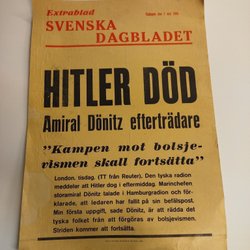 Extrablad
SVENSKA
DAGBLADET
HITLER DÖD
Amiral Dönitz efterträdare
"Kampen mot bolsje-
vismen skall fortsätta"
London, tisdag. (TT från Reuter). Den tyska radion
meddeler att Hitler dog i eftermiddag. Marinchefen
storamiral Dönitz talade i Hamburgradion och för-
klarade, att ledaren har fallit på sin befälspost.
Min första uppgift, sade Dönitz, är att rädda det
tyska folket från att förgöras av bolsjevismen.
Striden kommer att fortsätta.